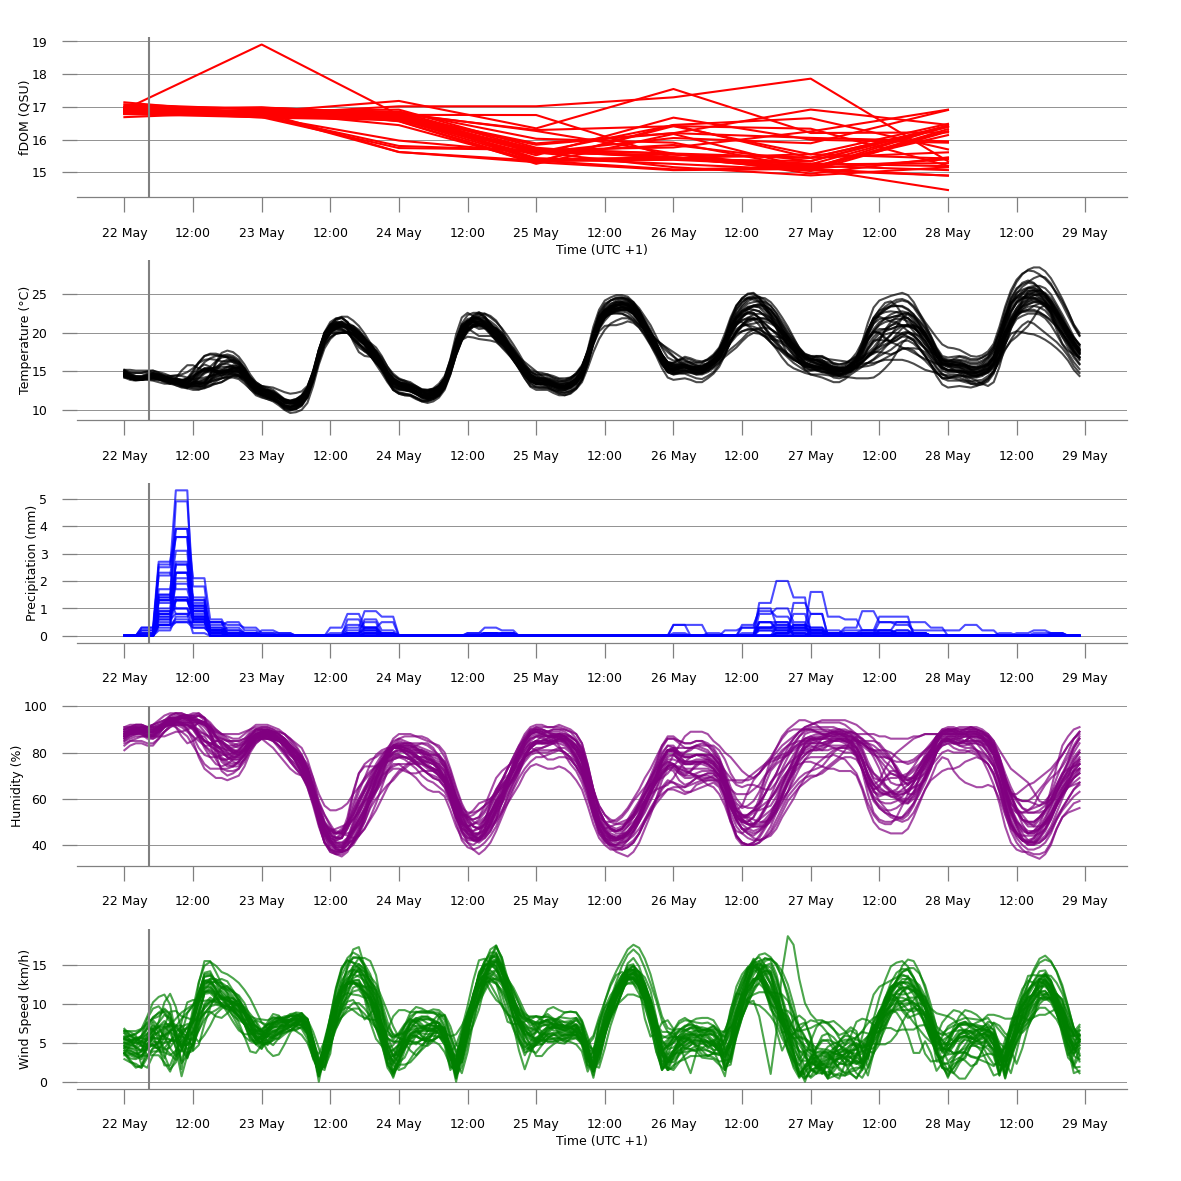 19
18
17
16
15
fDOM (QSU)
22 May 12:00 23 May 12:00 24 May 12:00 25 May 12:00 26 May 12:00 27 May 12:00 28 May 12:00 29 May
Time (UTC +1)
25
20
15
10
Temperature (°C)
22 May 12:00 23 May 12:00 24 May 12:00 25 May 12:00 26 May 12:00 27 May 12:00 28 May 12:00 29 May
5
4
3
2
1
0
Precipitation (mm)
22 May 12:00 23 May 12:00 24 May 12:00 25 May 12:00 26 May 12:00 27 May 12:00 28 May 12:00 29 May
100
80
60
40
Humidity (%)
22 May 12:00 23 May 12:00 24 May 12:00 25 May 12:00 26 May 12:00 27 May 12:00 28 May 12:00 29 May
15
10
5
0
Wind Speed (km/h)
22 May 12:00 23 May 12:00 24 May 12:00 25 May 12:00 26 May 12:00 27 May 12:00 28 May 12:00 29 May
Time (UTC +1)